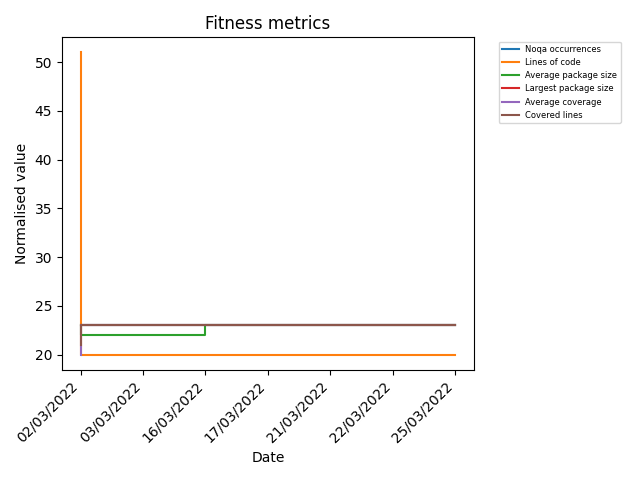 Fitness metrics
Normalised value
50
45
40
35
30
25
20
02/03/2022
03/03/2022
16/03/2022
17/03/2022
21/03/2022
22/03/2022
25/03/2022
Date
Noqa occurrences
Lines of code
Average package size
Largest package size
Average coverage
Covered lines